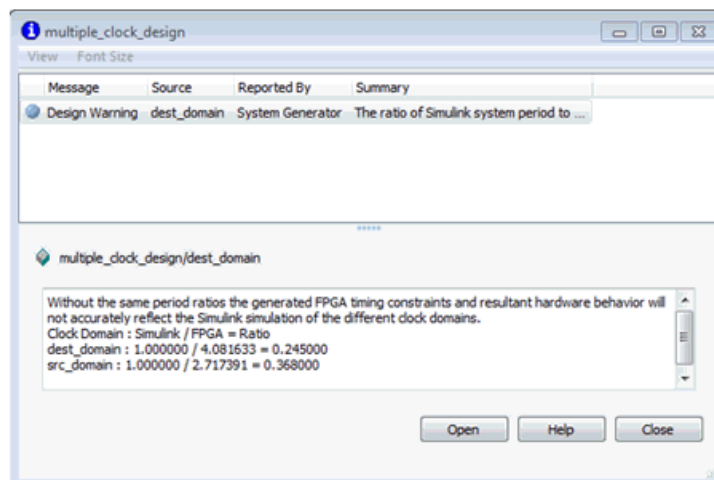 multiple_clock_design
View Font Size
Message Source Reported By Summary
Design Warning dest_domain System Generator The ratio of Simulink system period to ...
multiple_clock_design/dest_domain
Without the same period ratios the generated FPGA timing constraints and resultant hardware behavior will
not accurately reflect the Simulink simulation of the different clock domains.
Clock Domain : Simulink / FPGA = Ratio
dest_domain : 1.000000 / 4.081633 = 0.245000
src_domain : 1.000000 / 2.717391 = 0.368000
Open Help Close